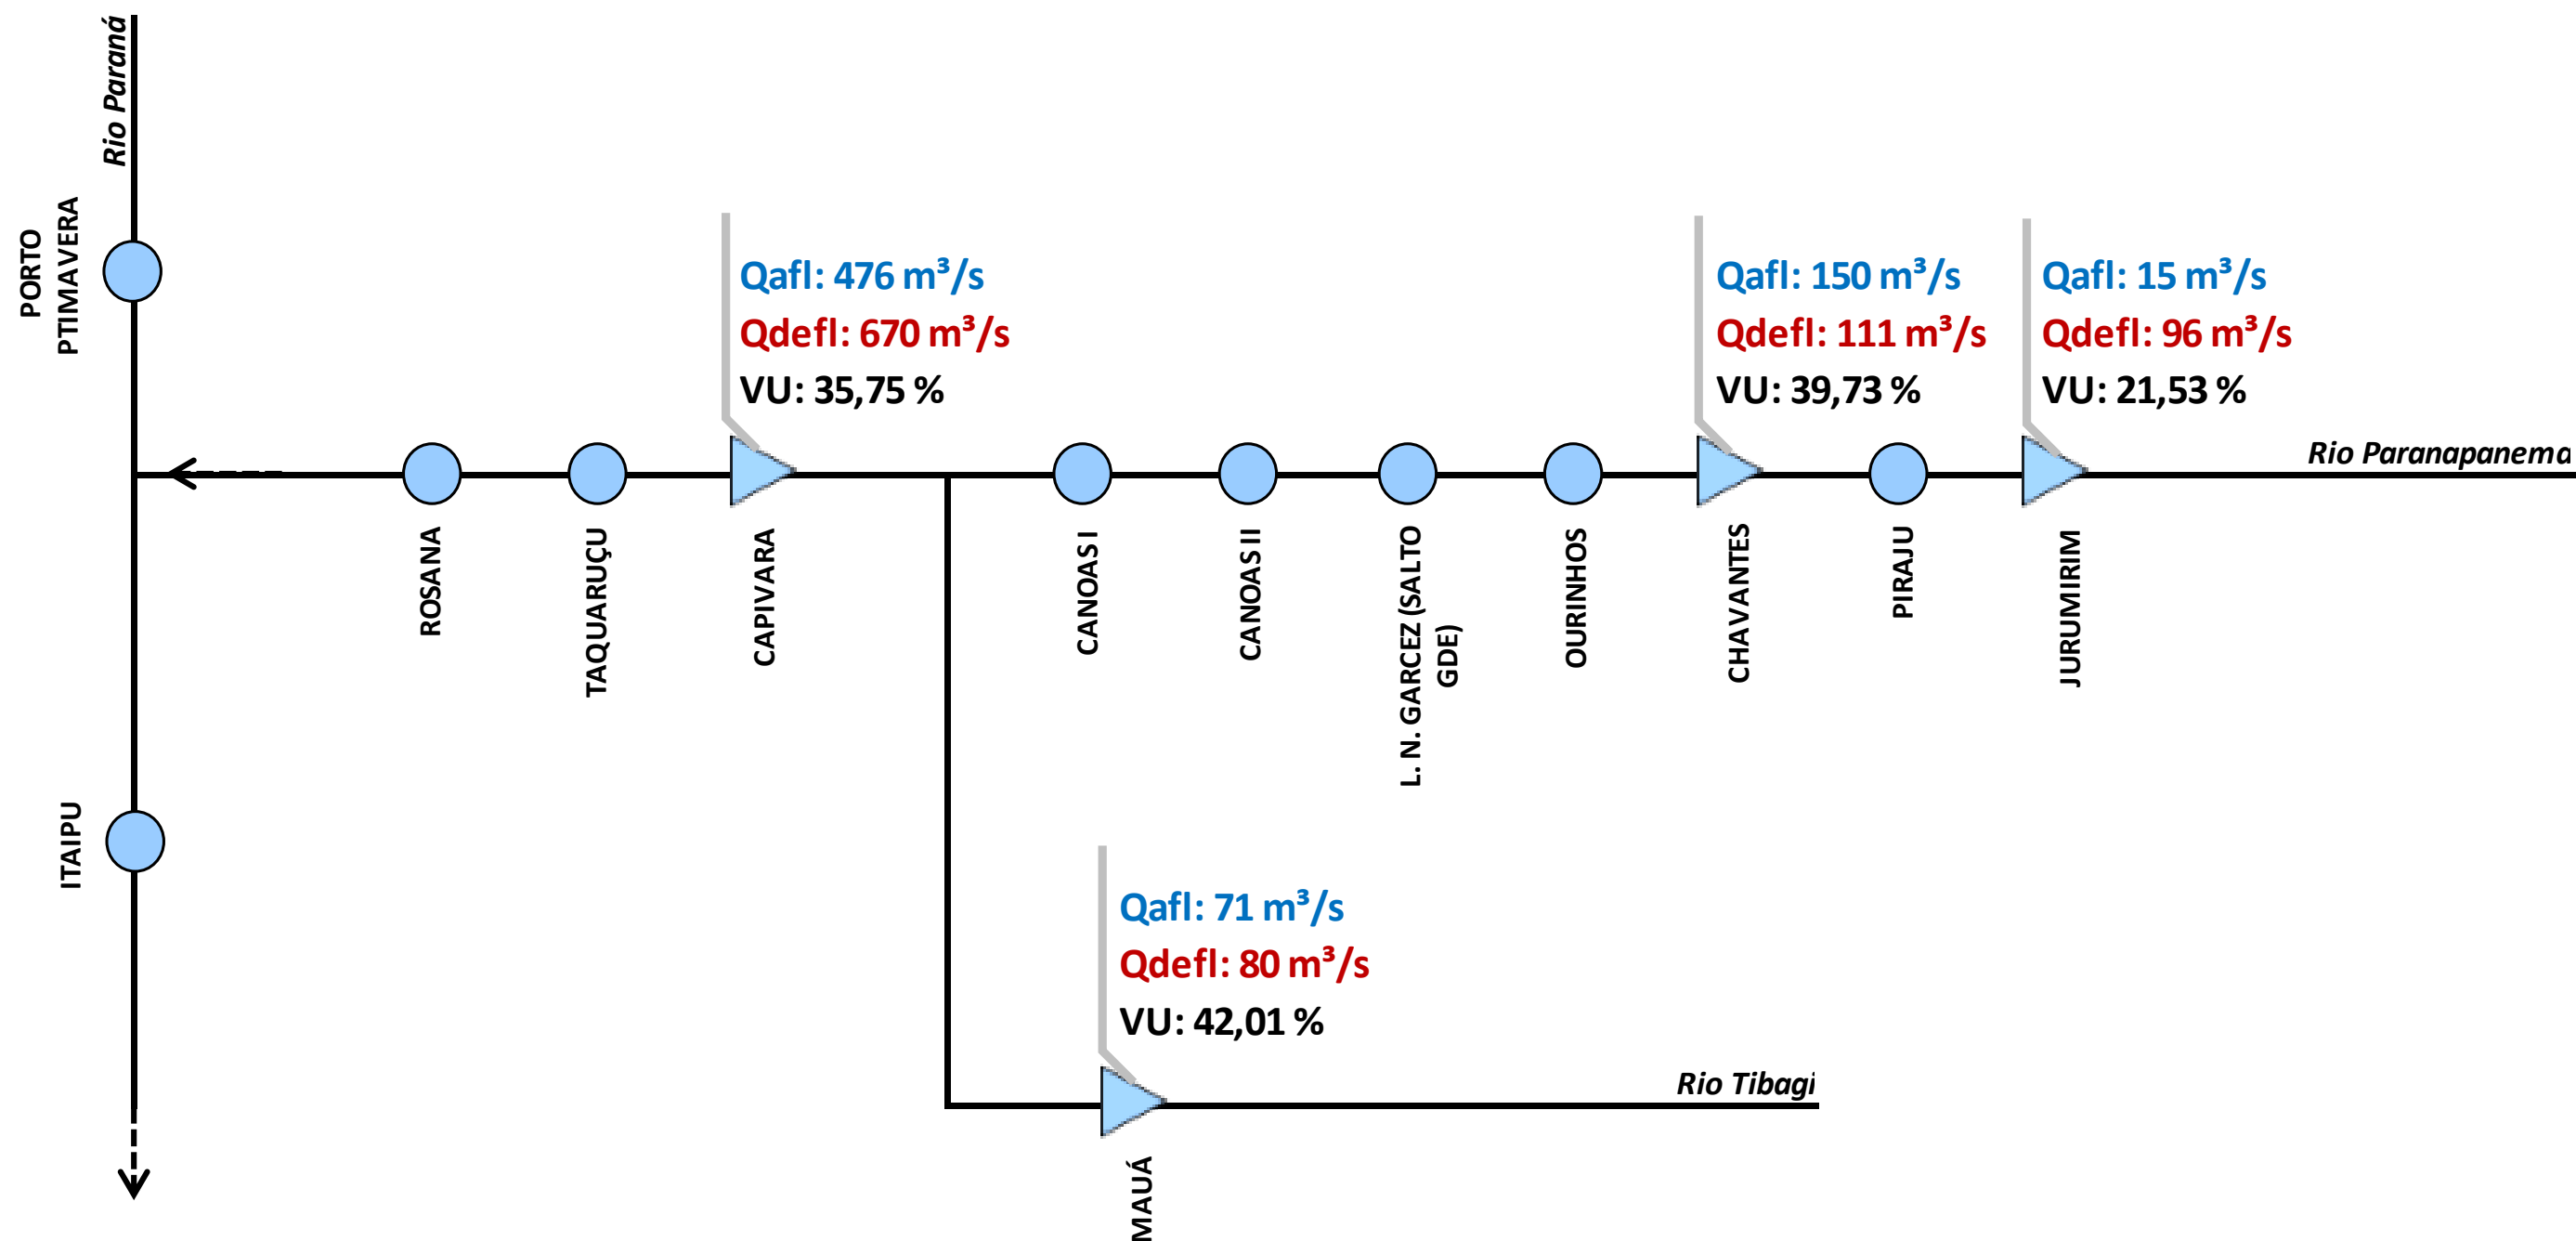 Rio Paraná
PORTO
PTIMAVERA
Qafl: 476 m³/s
Qdefl: 670 m³/s
VU: 35,75 %
Qafl: 150 m³/s
Qdefl: 111 m³/s
VU: 39,73 %
Qafl: 15 m³/s
Qdefl: 96 m³/s
VU: 21,53 %
Rio Paranapanema
ROSANA
TAQUARUÇU
CAPIVARA
CANOAS I
CANOAS II
L. N. GARCEZ (SALTO
GDE)
OURINHOS
CHAVANTES
PIRAJU
JURUMIRIM
ITAIPU
Qafl: 71 m³/s
Qdefl: 80 m³/s
VU: 42,01 %
Rio Tibagi
MAUÁ